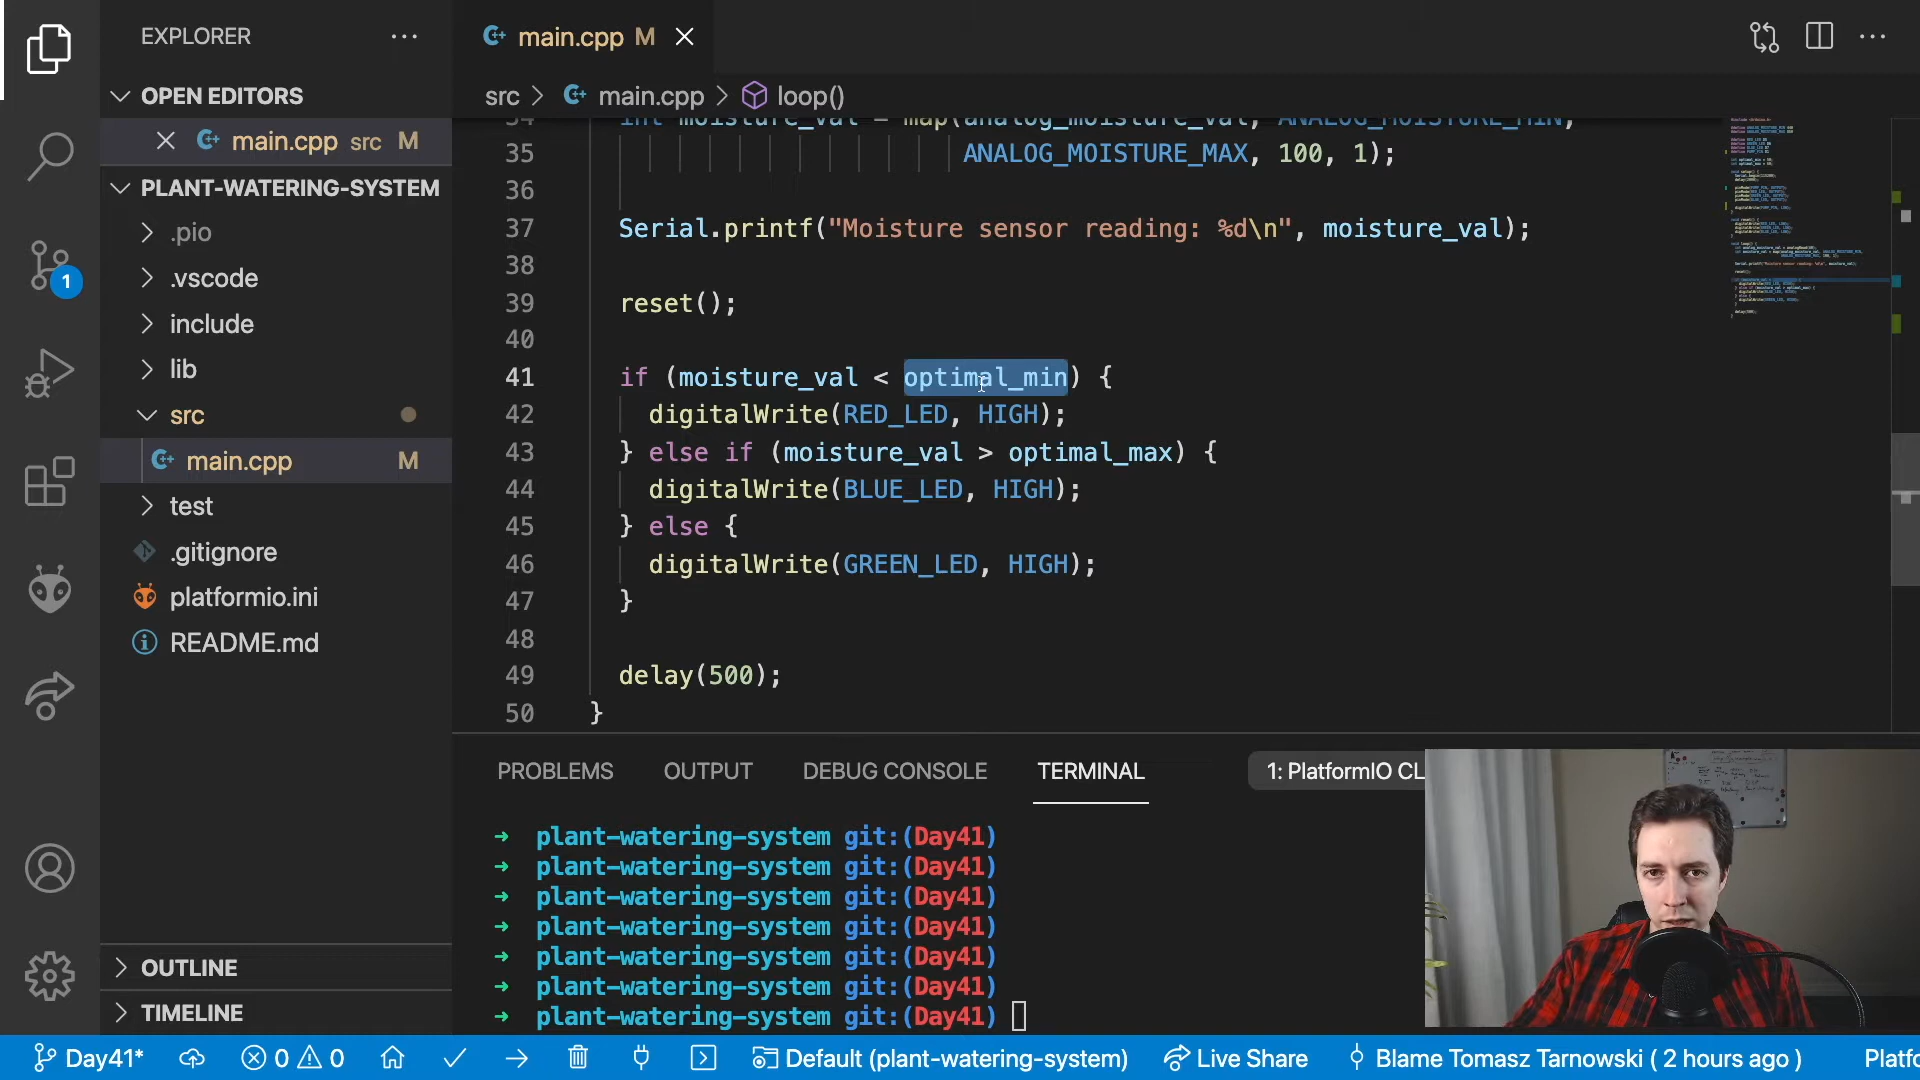 EXPLORER
main.cpp M
OPEN EDITORS
src > main.cpp > loop()
main.cpp src M
int moisture_val = map(analog_moisture_val, ANALOG_MOISTURE_MIN,
35 ANALOG_MOISTURE_MAX, 100, 1);
PLANT-WATERING-SYSTEM
36
.pio
37 Serial.printf("Moisture sensor reading: %d\n", moisture_val);
.vscode
38
include
39 reset();
40
lib
41 if (moisture_val < optimal_min) {
src
42 digitalWrite(RED_LED, HIGH);
43 } else if (moisture_val > optimal_max) {
main.cpp M
44 digitalWrite(BLUE_LED, HIGH);
test
45 } else {
.gitignore
46 digitalWrite(GREEN_LED, HIGH);
platformio.ini
47 }
README.md
48
49 delay(500);
50 }
PROBLEMS OUTPUT DEBUG CONSOLE TERMINAL 1: PlatformIO CL
➜ plant-watering-system git:(Day41)
➜ plant-watering-system git:(Day41)
➜ plant-watering-system git:(Day41)
➜ plant-watering-system git:(Day41)
➜ plant-watering-system git:(Day41)
➜ plant-watering-system git:(Day41)
➜ plant-watering-system git:(Day41)
OUTLINE
TIMELINE
1
Day41* 0 0 Default (plant-watering-system) Live Share Blame Tomasz Tarnowski ( 2 hours ago ) Platfo